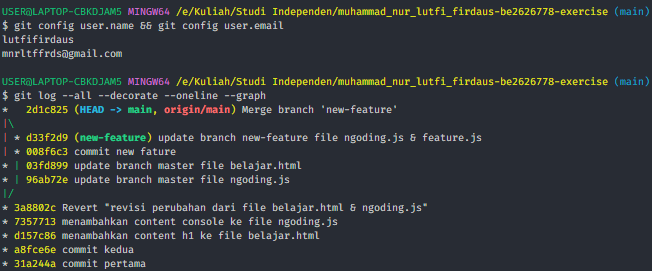 USER@LAPTOP-CBKDJAM5 MINGW64 /e/Kuliah/Studi Independen/muhammad_nur_lutfi_firdaus-be2626778-exercise (main)
$ git config user.name && git config user.email
lutfifirdaus
mnrltffrds@gmail.com

USER@LAPTOP-CBKDJAM5 MINGW64 /e/Kuliah/Studi Independen/muhammad_nur_lutfi_firdaus-be2626778-exercise (main)
$ git log --all --decorate --oneline --graph
*   2d1c825 (HEAD -> main, origin/main) Merge branch 'new-feature'
|\
| * d33f2d9 (new-feature) update branch new-feature file ngoding.js & feature.js
| * 008f6c3 commit new fature
* | 03fd899 update branch master file belajar.html
* | 96ab72e update branch master file ngoding.js
|/
* 3a8802c Revert "revisi perubahan dari file belajar.html & ngoding.js"
* 7357713 menambahkan content console ke file ngoding.js
* d157c86 menambahkan content h1 ke file belajar.html
* a8fce6e commit kedua
* 31a244a commit pertama